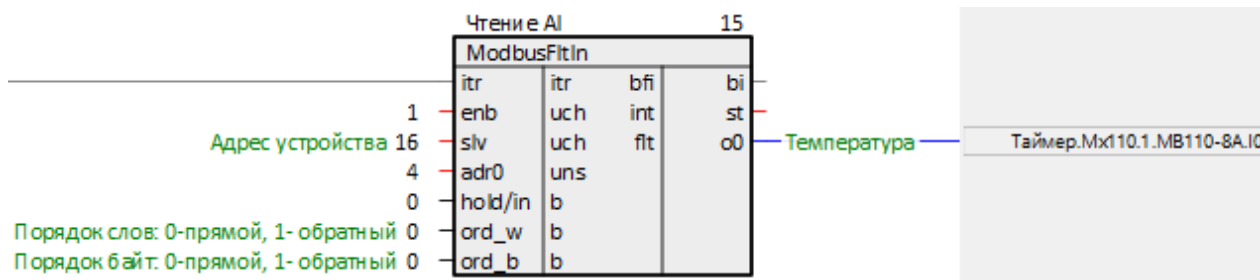 Чтение AI 15
ModbusFltIn
itr itr bfi bi
1 enb uch int st
Адрес устройства 16 slv uch flt o0 Температура Таймер.Mx110.1.MB110-8A.I0
4 adr0 uns
0 hold/in b
Порядок слов: 0-прямой, 1- обратный 0 ord_w b
Порядок байт: 0-прямой, 1- обратный 0 ord_b b